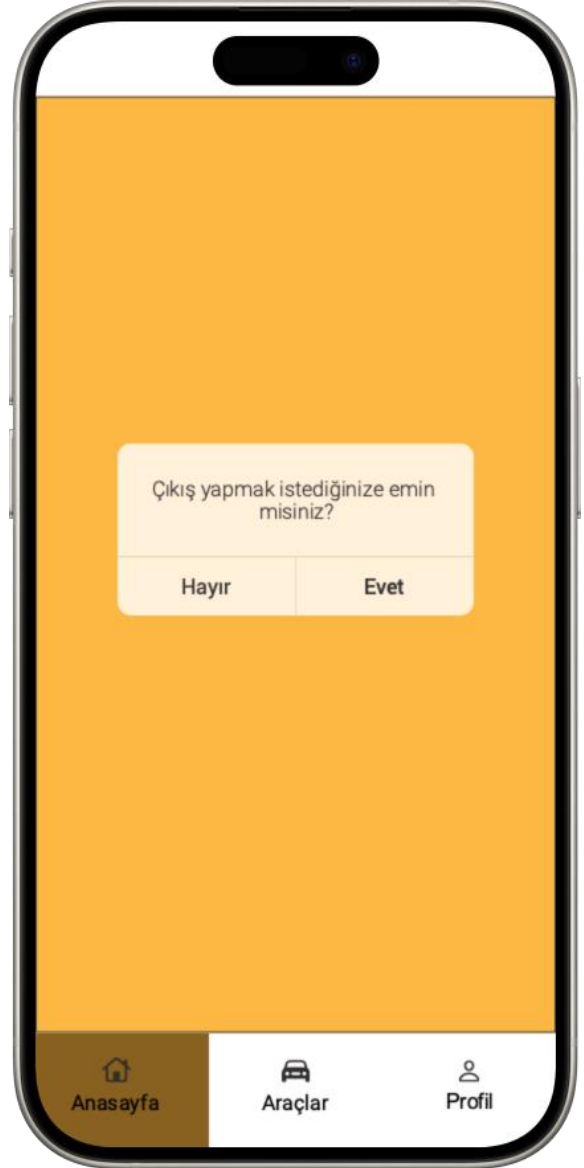 Çıkış yapmak istediğinize emin
misiniz?
Hayır
Evet
Anasayfa
Araçlar
Profil